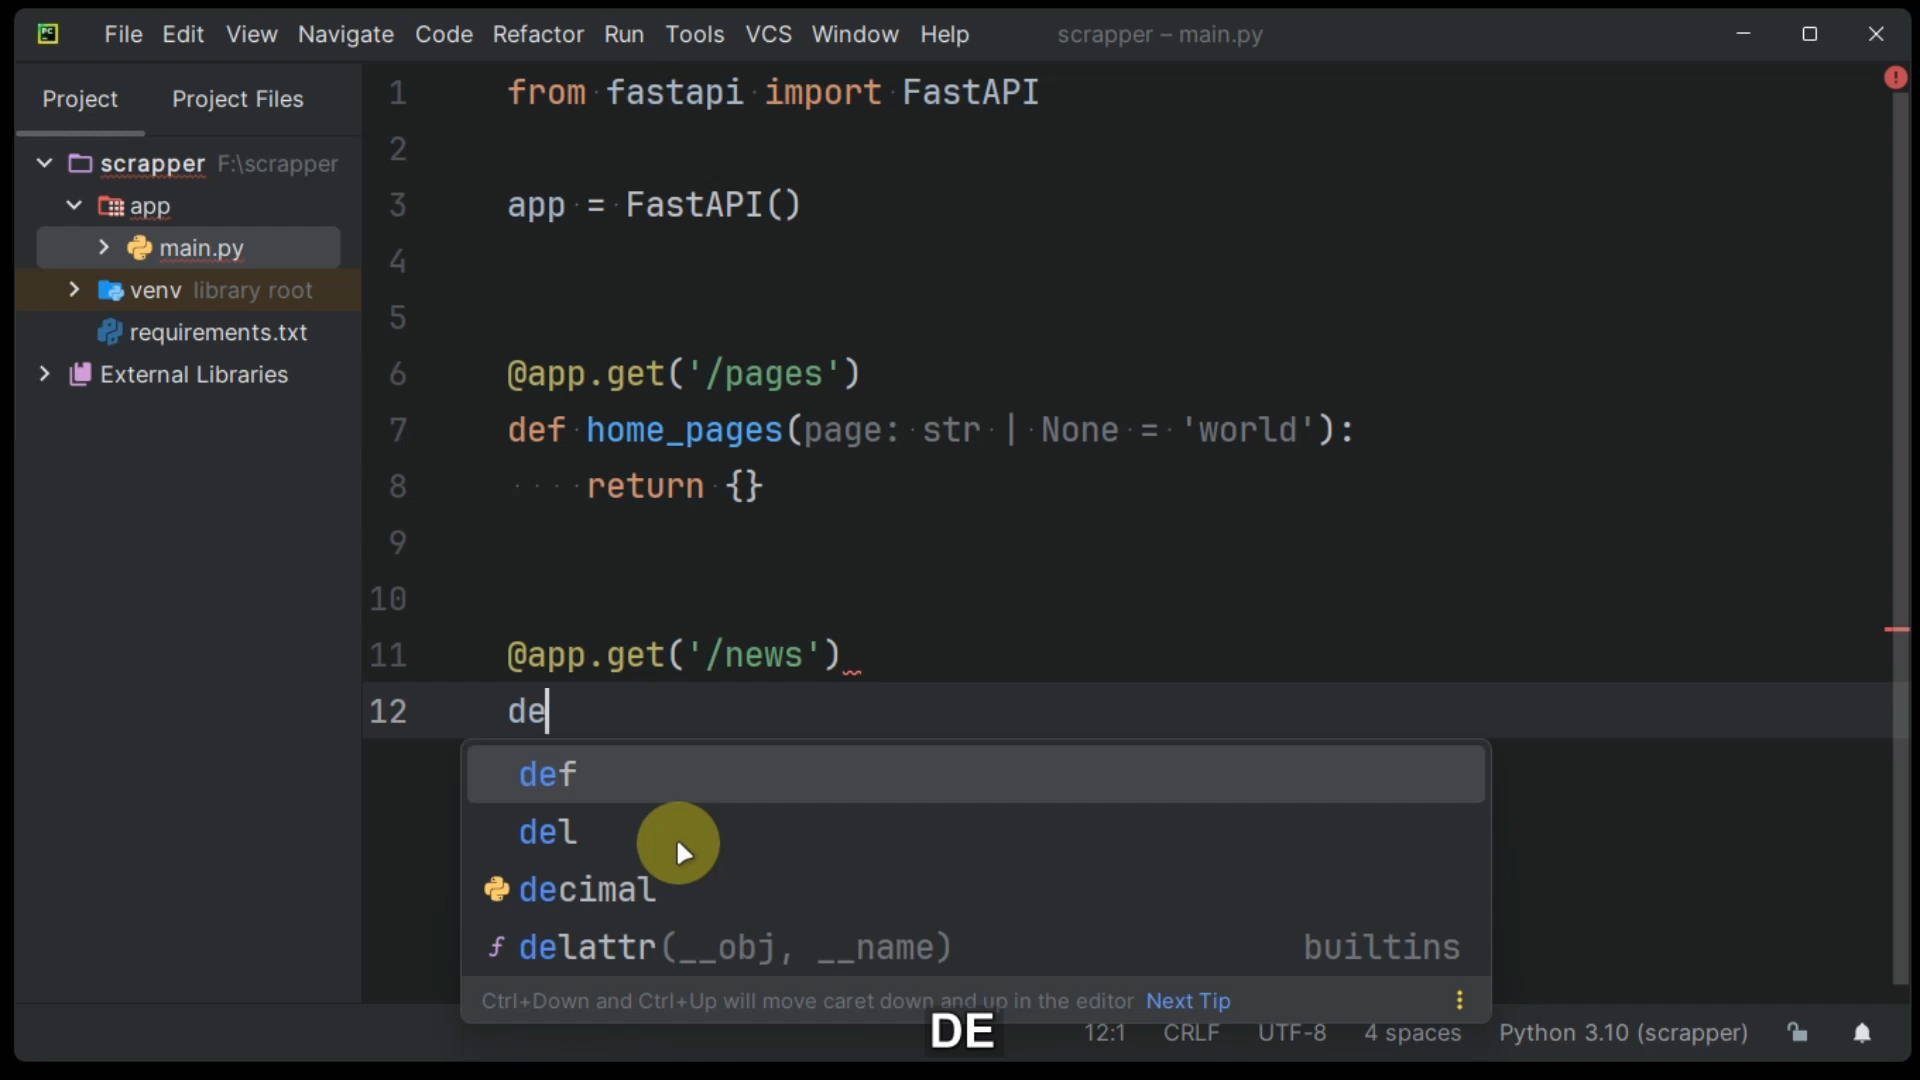 PC File Edit View Navigate Code Refactor Run Tools VCS Window Help scrapper – main.py
Project Project Files
scrapper F:\scrapper
app
main.py
venv library root
requirements.txt
External Libraries
1 from fastapi import FastAPI
2
3 app = FastAPI()
4
5
6 @app.get('/pages')
7 def home_pages(page: str | None = 'world'):
8 return {}
9
10
11 @app.get('/news')
12 de
def
del
decimal
f delattr(__obj, __name) builtins
Ctrl+Down and Ctrl+Up will move caret down and up in the editor Next Tip
DE
12:1 CRLF UTF-8 4 spaces Python 3.10 (scrapper)